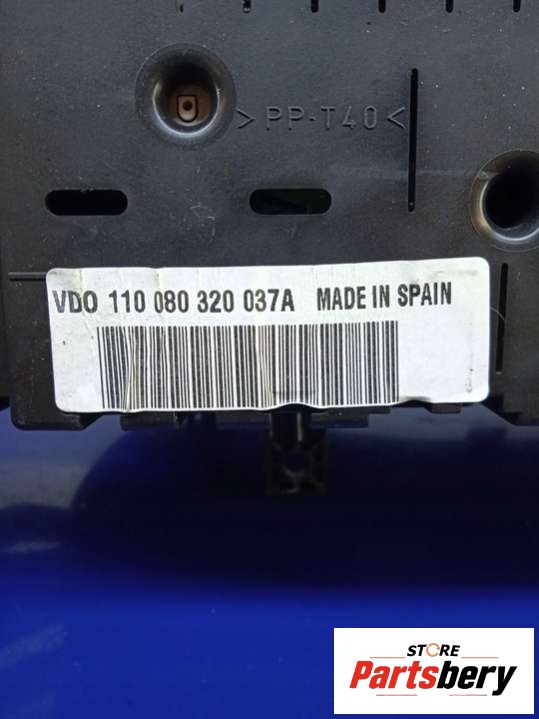 >PP-T40<
VDO 110 080 320 037A MADE IN SPAIN
STORE
Partsbery